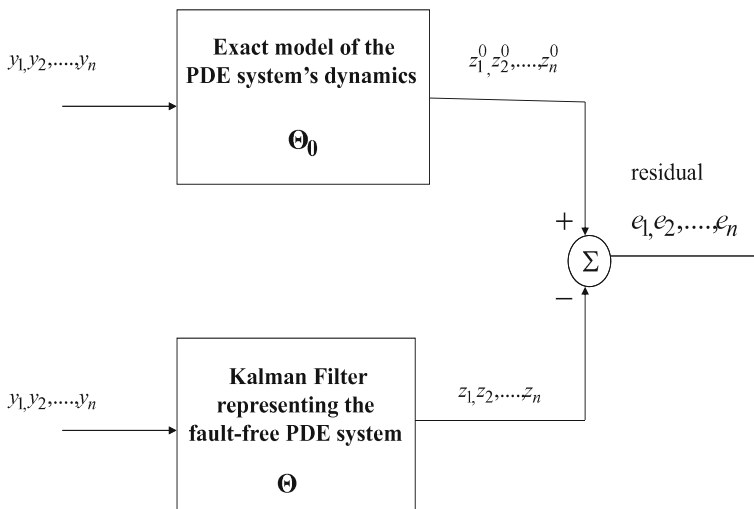 y1,y2,....,yn
Exact model of the
PDE system's dynamics
Θ0
z1^0,z2^0,....,zn^0
residual
e1,e2,....,en
+
Σ
−
y1,y2,....,yn
Kalman Filter
representing the
fault-free PDE system
Θ
z1,z2,....,zn